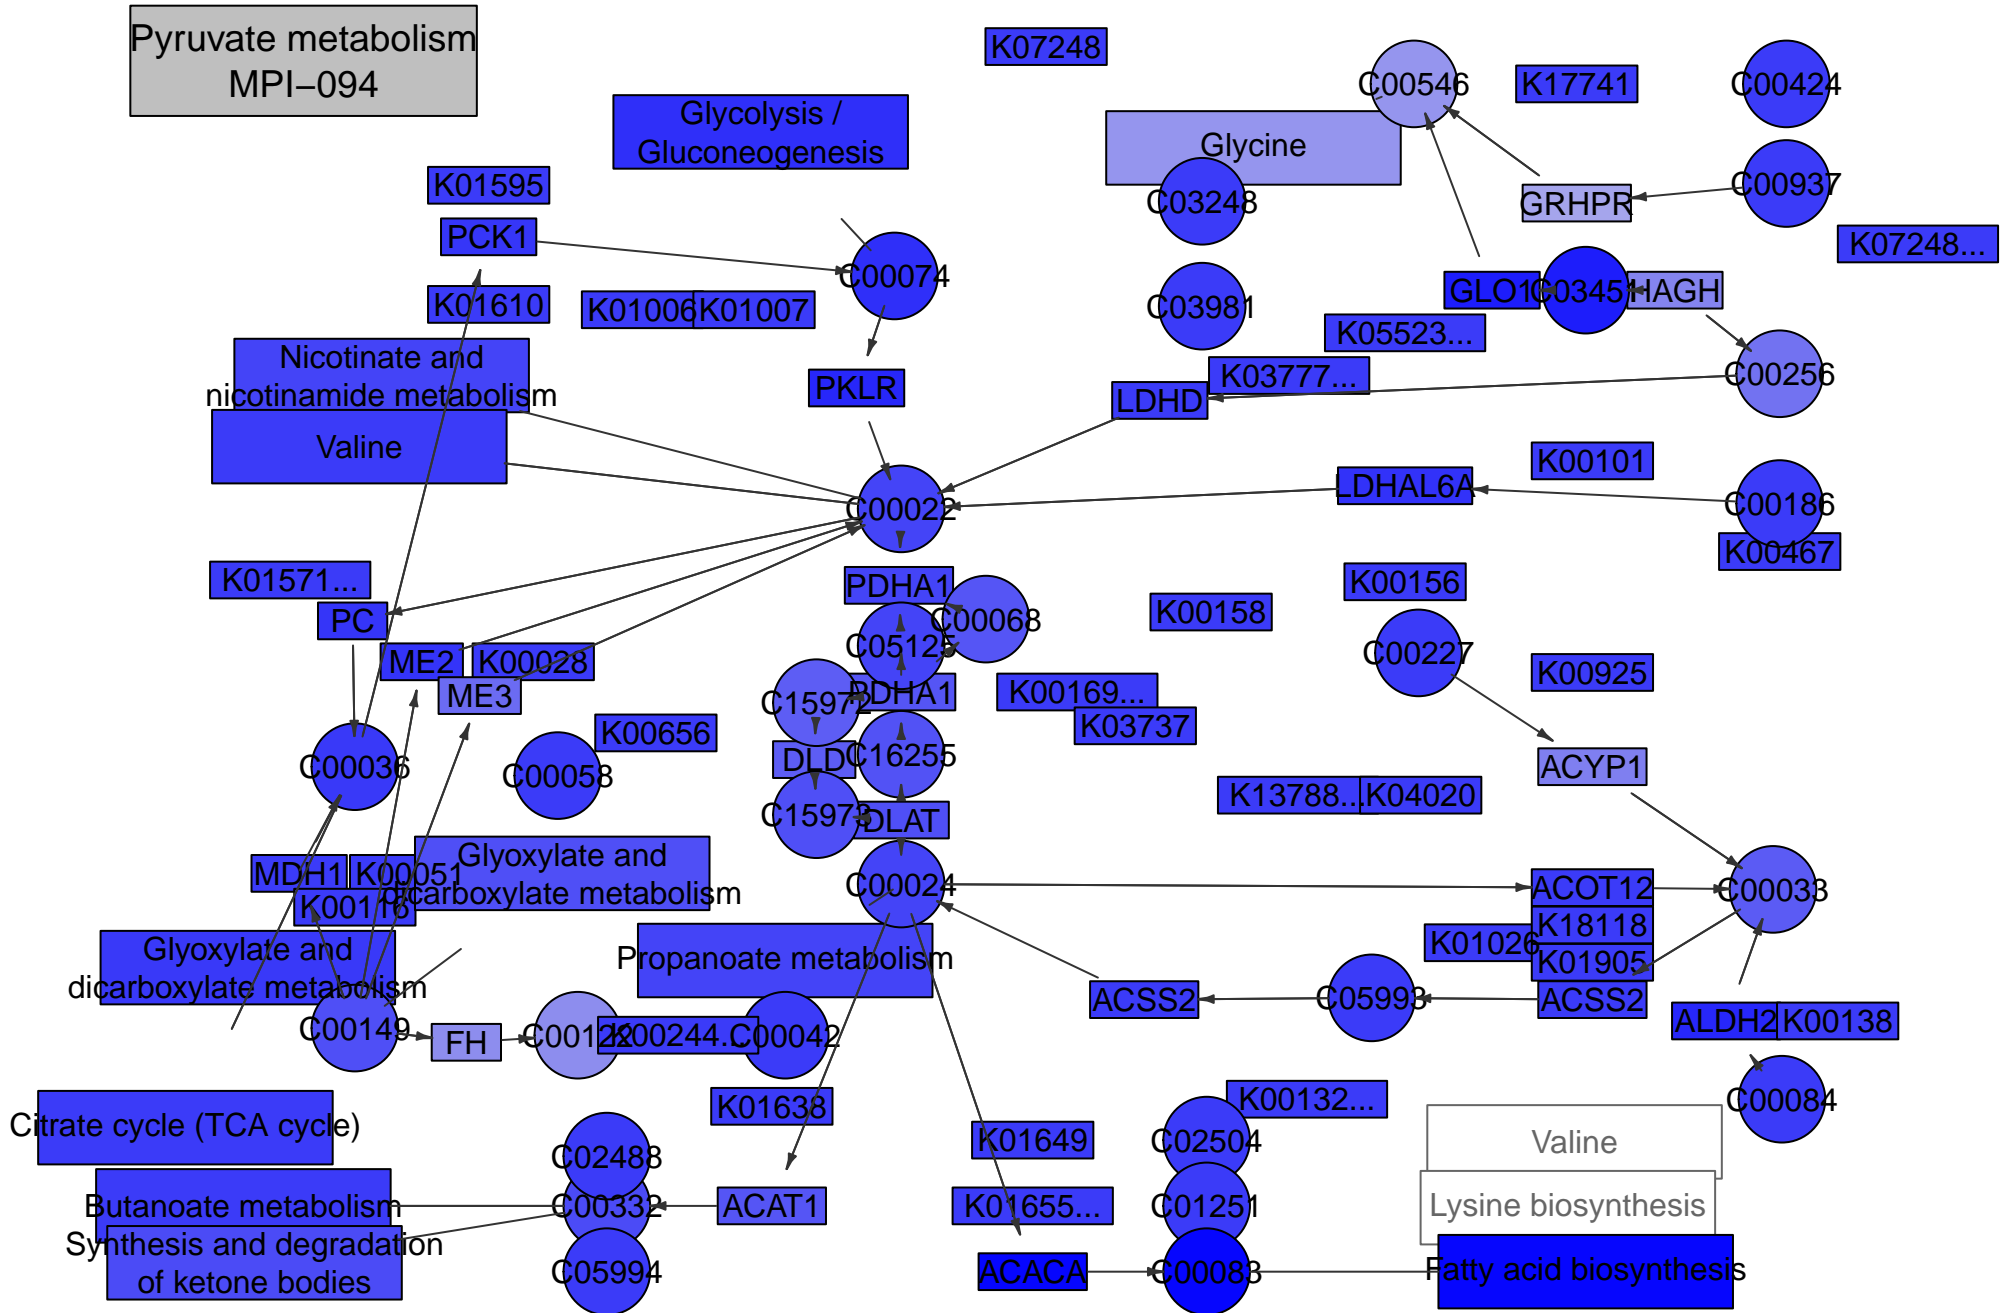 Pyruvate metabolism
MPI−094
K07248
C00546
K17741
C00424
Glycolysis /
Gluconeogenesis
Glycine
K01595
C03248
GRHPR
C00937
PCK1
K07248...
C00074
GLO1
C03451
HAGH
K01610
K01006
K01007
C03981
K05523...
Nicotinate and
nicotinamide metabolism
PKLR
K03777...
C00256
LDHD
Valine
K00101
LDHAL6A
C00186
C00022
K00467
K01571...
PDHA1
K00156
PC
C00068
K00158
C05125
C00227
ME2
K00028
K00925
ME3
C15972
PDHA1
K00169...
K03737
K00656
C00036
C00058
DLD
C16255
ACYP1
K13788...
K04020
C15973
DLAT
MDH1
K00051
Glyoxylate and
dicarboxylate metabolism
C00024
ACOT12
C00033
K00116
K18118
Glyoxylate and
dicarboxylate metabolism
Propanoate metabolism
K01026
K01905
C05993
ACSS2
ACSS2
C00149
FH
C00122
K00244...
C00042
ALDH2
K00138
K01638
K00132...
C00084
Citrate cycle (TCA cycle)
C02488
K01649
C02504
Valine
Butanoate metabolism
C00332
ACAT1
K01655...
C01251
Lysine biosynthesis
Synthesis and degradation
of ketone bodies
C05994
ACACA
C00083
Fatty acid biosynthesis